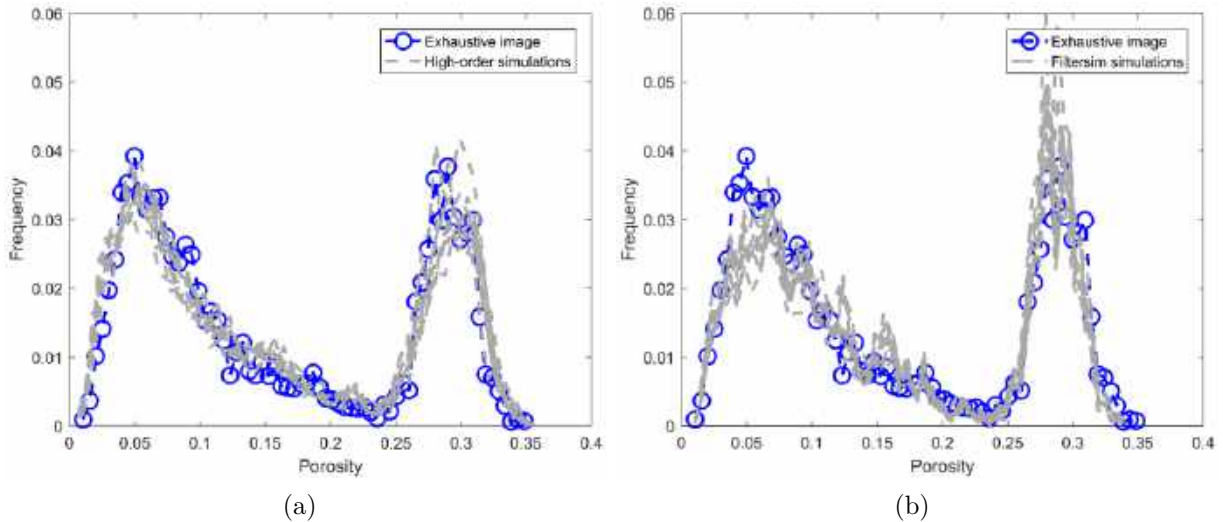 0.06
0.05
0.04
0.03
0.02
0.01
0
Frequency
Exhaustive image
High-order simulations
0 0.05 0.1 0.15 0.2 0.25 0.3 0.35 0.4
Porosity
(a)
0.06
0.05
0.04
0.03
0.02
0.01
0
Frequency
Exhaustive image
Filtersim simulations
0 0.05 0.1 0.15 0.2 0.25 0.3 0.35 0.4
Porosity
(b)